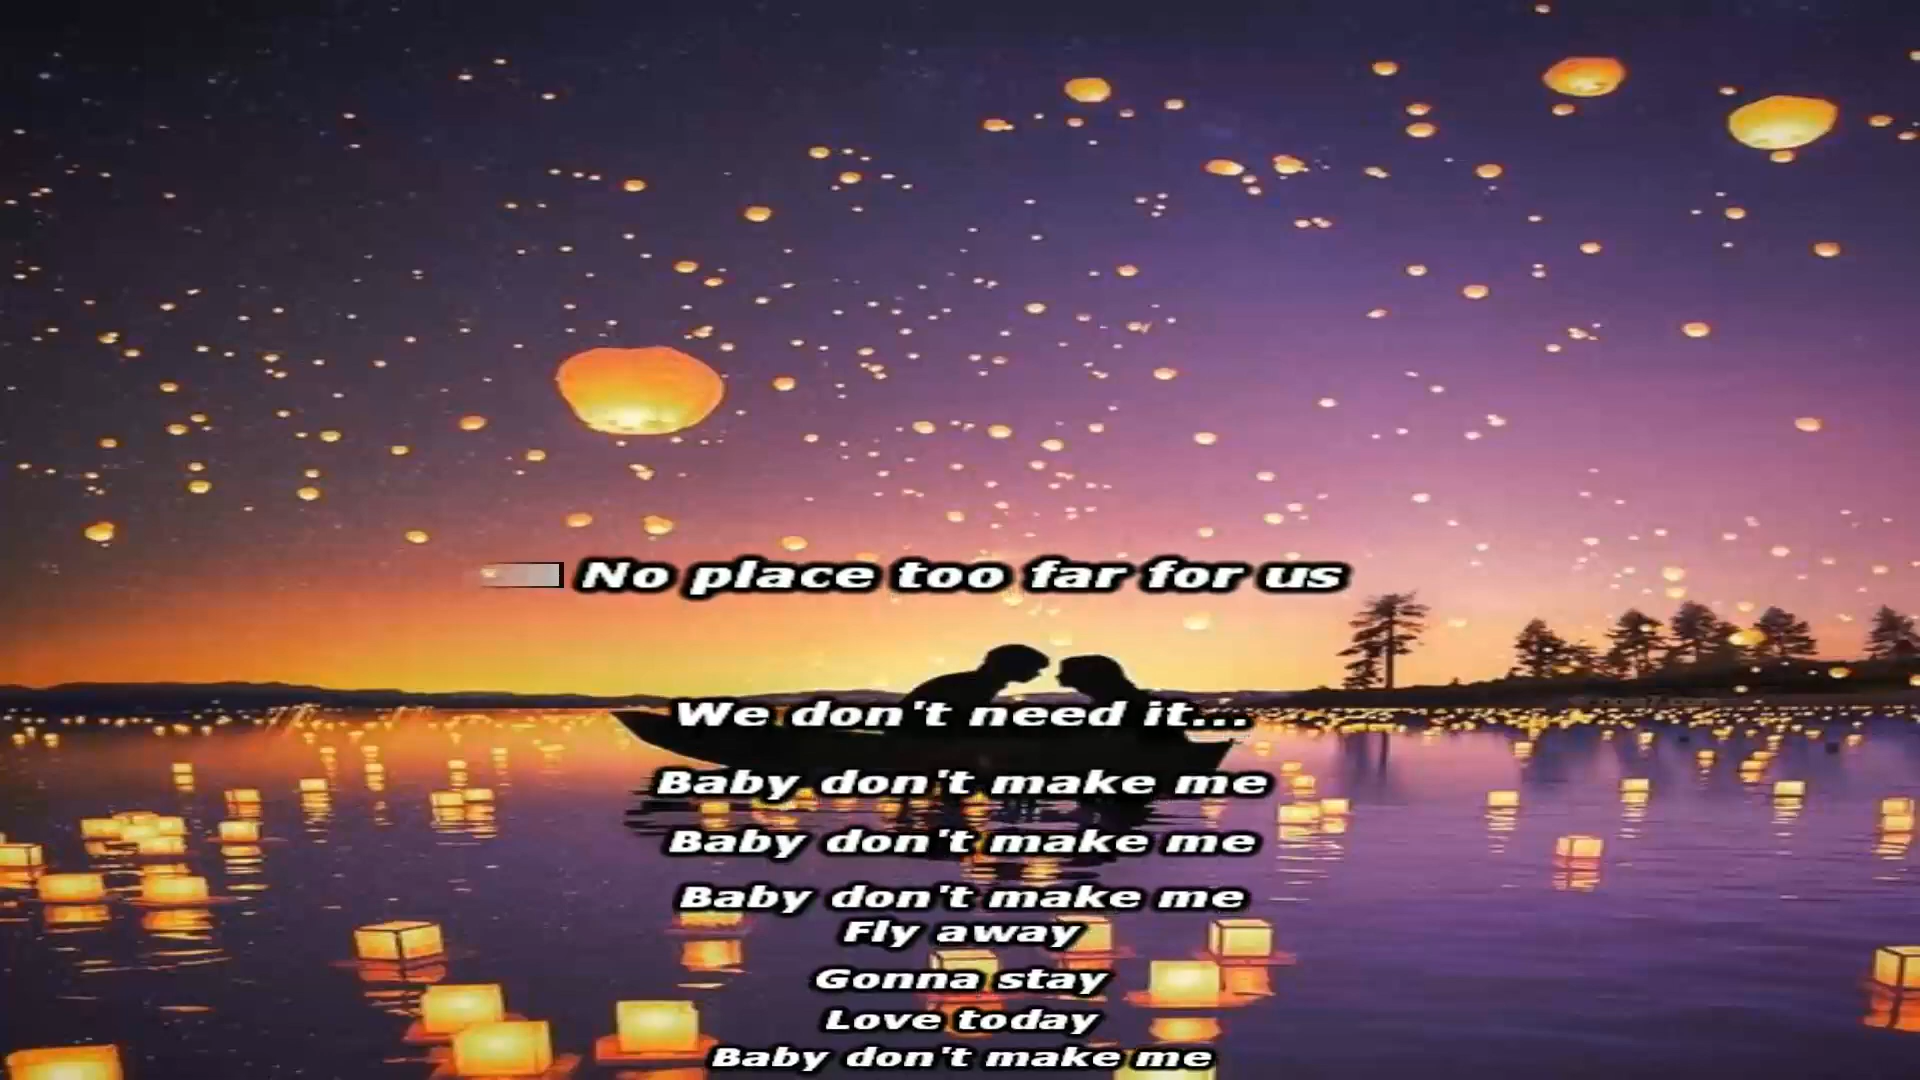 No place too far for us
We don't need it...
Baby don't make me
Baby don't make me
Baby don't make me
Fly away
Gonna stay
Love today
Baby don't make me